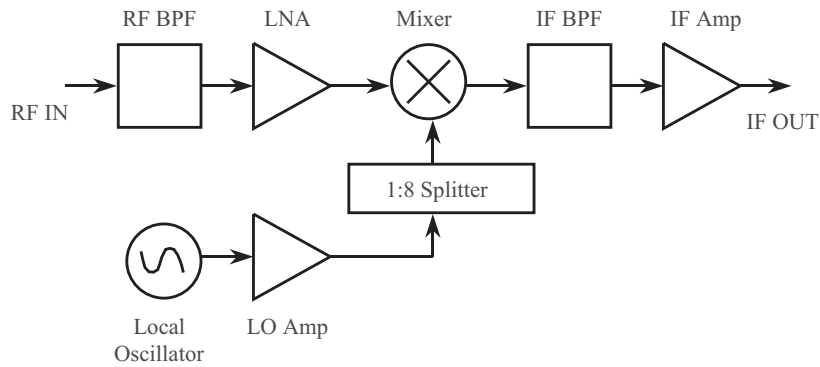 RF BPF
LNA
Mixer
IF BPF
IF Amp
RF IN
IF OUT
1:8 Splitter
Local
Oscillator
LO Amp